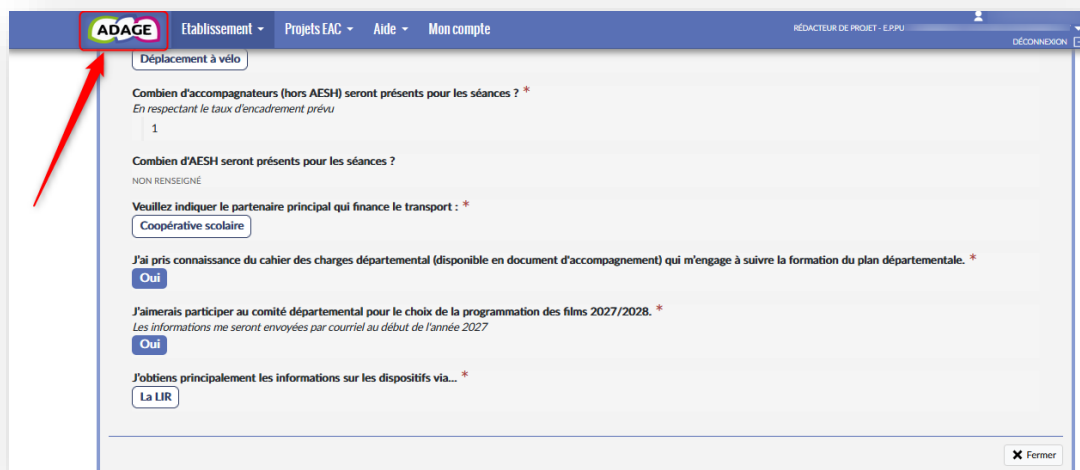 ADAGE Etablissement Projets EAC Aide Mon compte RÉDACTEUR DE PROJET - E.P.PU
DÉCONNEXION
Déplacement à vélo
Combien d'accompagnateurs (hors AESH) seront présents pour les séances ? *
En respectant le taux d'encadrement prévu
1
Combien d'AESH seront présents pour les séances ?
NON RENSEIGNÉ
Veuillez indiquer le partenaire principal qui finance le transport : *
Coopérative scolaire
J'ai pris connaissance du cahier des charges départemental (disponible en document d'accompagnement) qui m'engage à suivre la formation du plan départementale. *
Oui
J'aimerais participer au comité départemental pour le choix de la programmation des films 2027/2028. *
Les informations me seront envoyées par courriel au début de l'année 2027
Oui
J'obtiens principalement les informations sur les dispositifs via... *
La LIR
Fermer